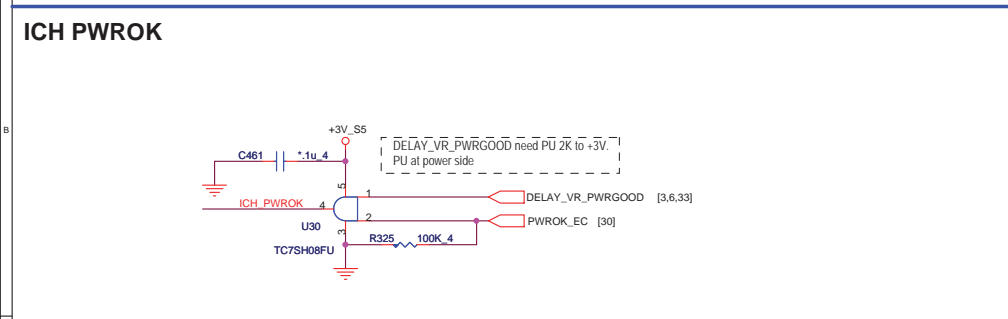 ICH PWROK
B
+3V_S5
DELAY_VR_PWRGOOD need PU 2K to +3V.
PU at power side
C461 *.1u_4
5
1
DELAY_VR_PWRGOOD [3,6,33]
ICH_PWROK 4
2
PWROK_EC [30]
U30
3
R325 100K_4
TC7SH08FU